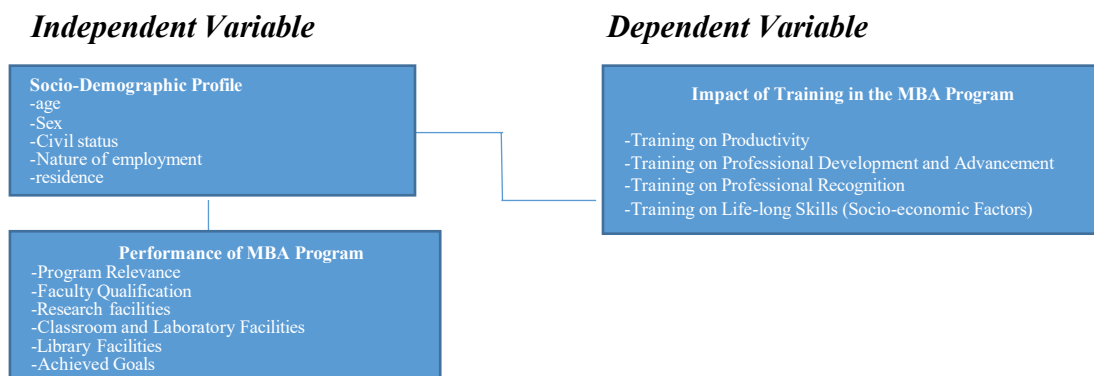 Independent Variable
Dependent Variable
Socio-Demographic Profile
-age
-Sex
-Civil status
-Nature of employment
-residence
Impact of Training in the MBA Program
-Training on Productivity
-Training on Professional Development and Advancement
-Training on Professional Recognition
-Training on Life-long Skills (Socio-economic Factors)
Performance of MBA Program
-Program Relevance
-Faculty Qualification
-Research facilities
-Classroom and Laboratory Facilities
-Library Facilities
-Achieved Goals